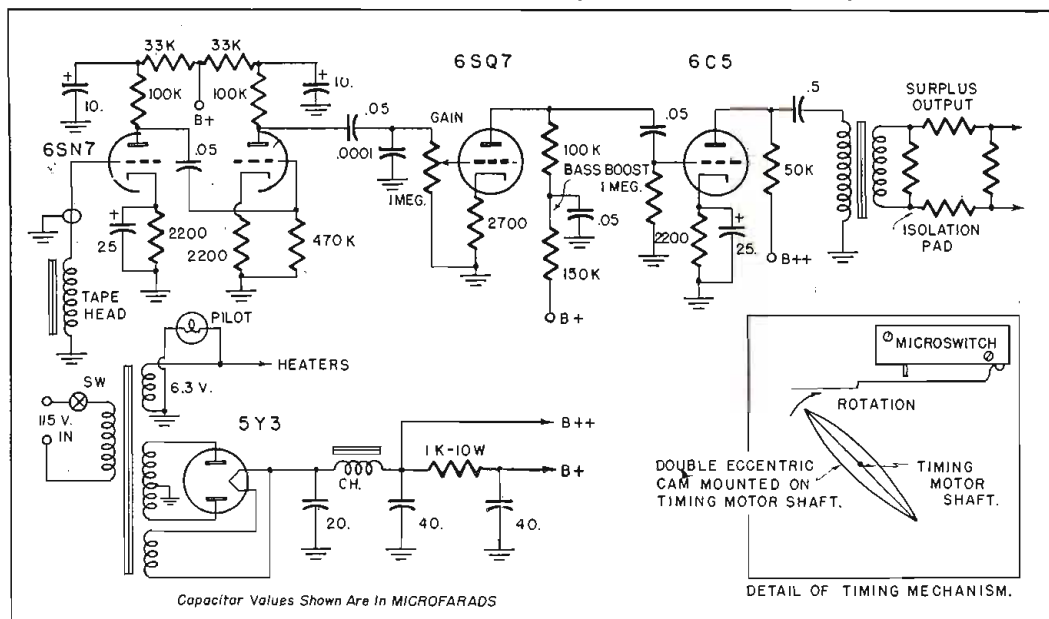 33K
33K
6SQ7
6C5
+
10.
100K
B+
100K
+
10.
.05
.0001
GAIN
1 MEG.
100K
BASS BOOST
1 MEG.
.05
.5
SURPLUS
OUTPUT
6SN7
.05
50K
+
25
2200
2200
470K
2700
.05
150K
B+
2200
+
25.
B++
ISOLATION
PAD
TAPE
HEAD
PILOT
HEATERS
6.3 V.
SW
115 V.
IN
5Y3
CH.
1K-10W
B++
B+
20.
40.
40.
Capacitor Values Shown Are In MICROFARADS
MICROSWITCH
ROTATION
DOUBLE ECCENTRIC
CAM MOUNTED ON
TIMING MOTOR SHAFT.
TIMING
MOTOR
SHAFT.
DETAIL OF TIMING MECHANISM.